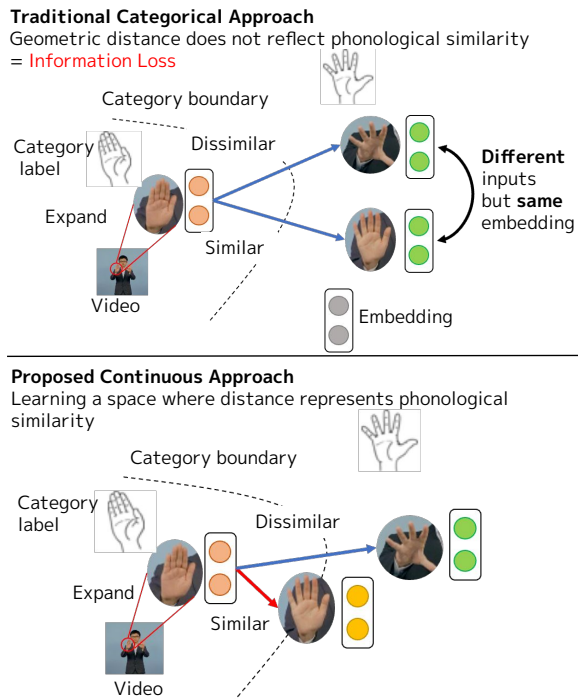 Traditional Categorical Approach
Geometric distance does not reflect phonological similarity
= Information Loss
Category boundary
Dissimilar
Category
label
Different
inputs
but same
embedding
Expand
Similar
Video
Embedding
Proposed Continuous Approach
Learning a space where distance represents phonological
similarity
Category boundary
Category
label
Dissimilar
Expand
Similar
Video